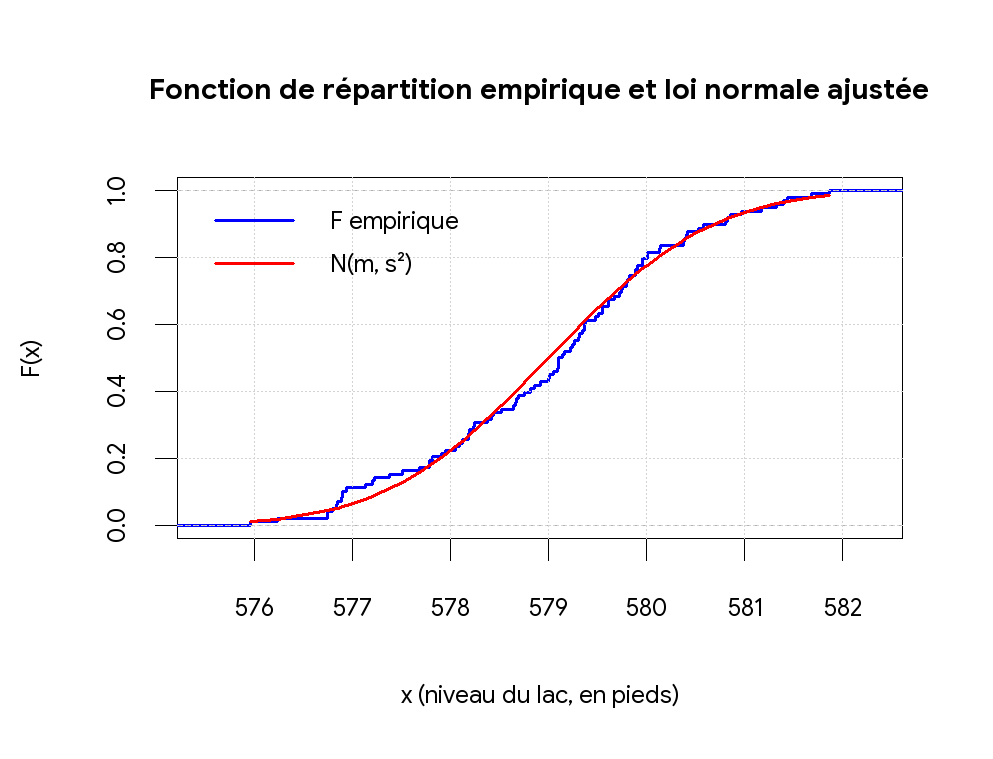 Fonction de répartition empirique et loi normale ajustée
F empirique
N(m, s²)
F(x)
1.0
0.8
0.6
0.4
0.2
0.0
576 577 578 579 580 581 582
x (niveau du lac, en pieds)